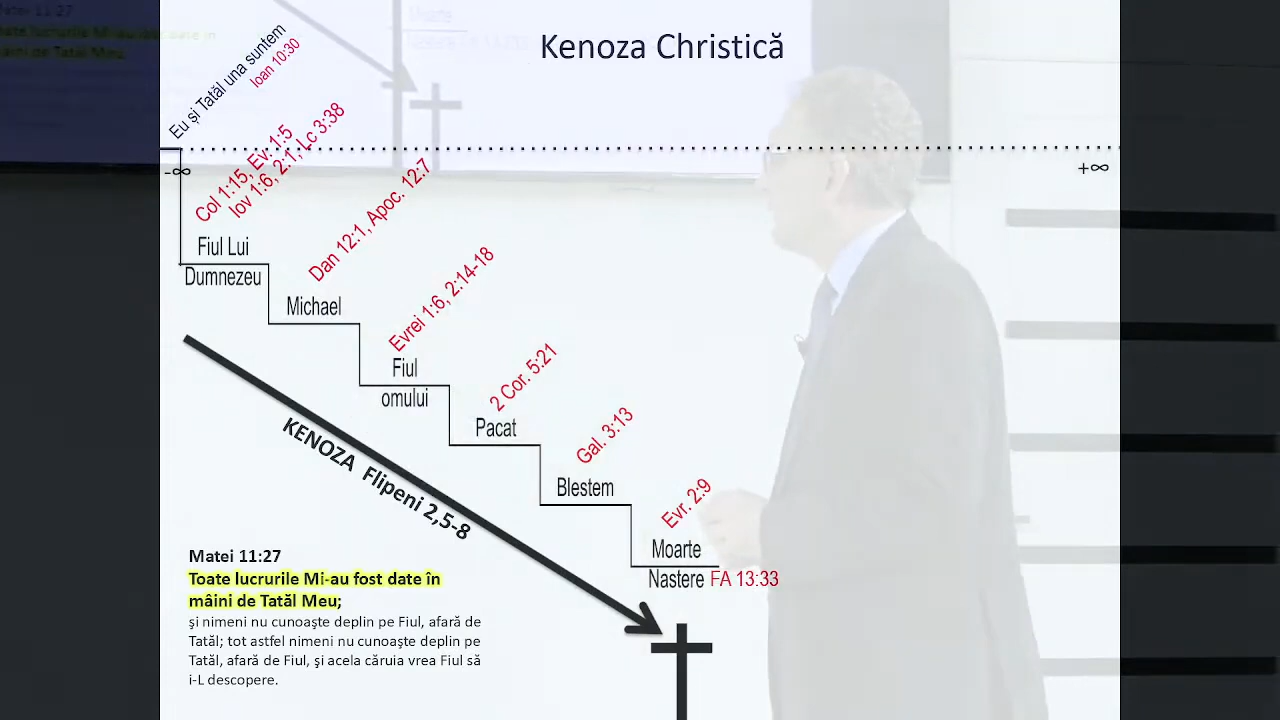 Kenoza Christică
Eu și Tatăl una suntem
Ioan 10:30
-∞
+∞
Col 1:15, Ev. 1:5
Iov 1:6, 2:1, Lc 3:38
Fiul Lui
Dumnezeu
Dan 12:1, Apoc. 12:7
Michael
Evrei 1:6, 2:14-18
Fiul
omului
2 Cor. 5:21
Pacat
Gal. 3:13
Blestem
Evr. 2:9
Moarte
Nastere FA 13:33
KENOZA Flipeni 2,5-8
Matei 11:27
Toate lucrurile Mi-au fost date în
mâini de Tatăl Meu;
şi nimeni nu cunoaşte deplin pe Fiul, afară de
Tatăl; tot astfel nimeni nu cunoaşte deplin pe
Tatăl, afară de Fiul, şi acela căruia vrea Fiul să
i-L descopere.